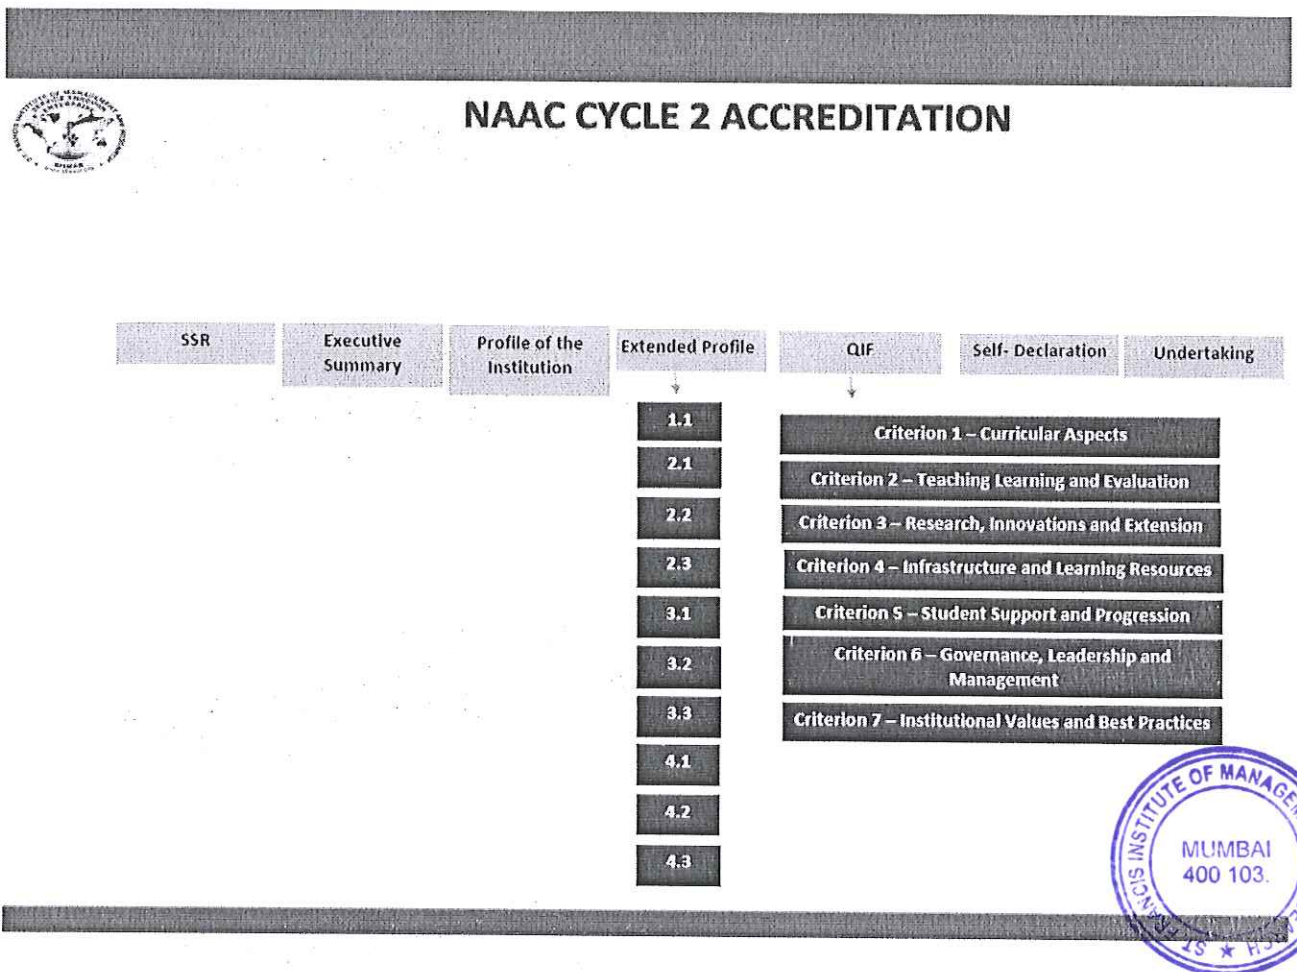 NAAC CYCLE 2 ACCREDITATION
SSR
Executive
Summary
Profile of the
Institution
Extended Profile
QIF
Self- Declaration
Undertaking
1.1
2.1
2.2
2.3
3.1
3.2
3.3
4.1
4.2
4.3
Criterion 1 – Curricular Aspects
Criterion 2 – Teaching Learning and Evaluation
Criterion 3 – Research, Innovations and Extension
Criterion 4 – Infrastructure and Learning Resources
Criterion 5 – Student Support and Progression
Criterion 6 – Governance, Leadership and
Management
Criterion 7 – Institutional Values and Best Practices
ST FRANCIS INSTITUTE OF
MUMBAI
400 103.